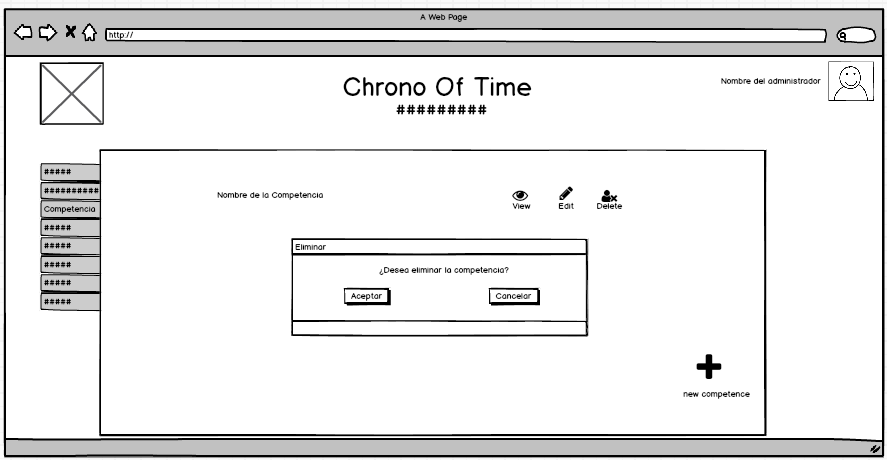 A Web Page
http://
Chrono Of Time
#########
Nombre del administrador
#####
##########
Competencia
#####
#####
#####
#####
#####
Nombre de la Competencia
View
Edit
Delete
Eliminar
¿Desea eliminar la competencia?
Aceptar
Cancelar
new competence